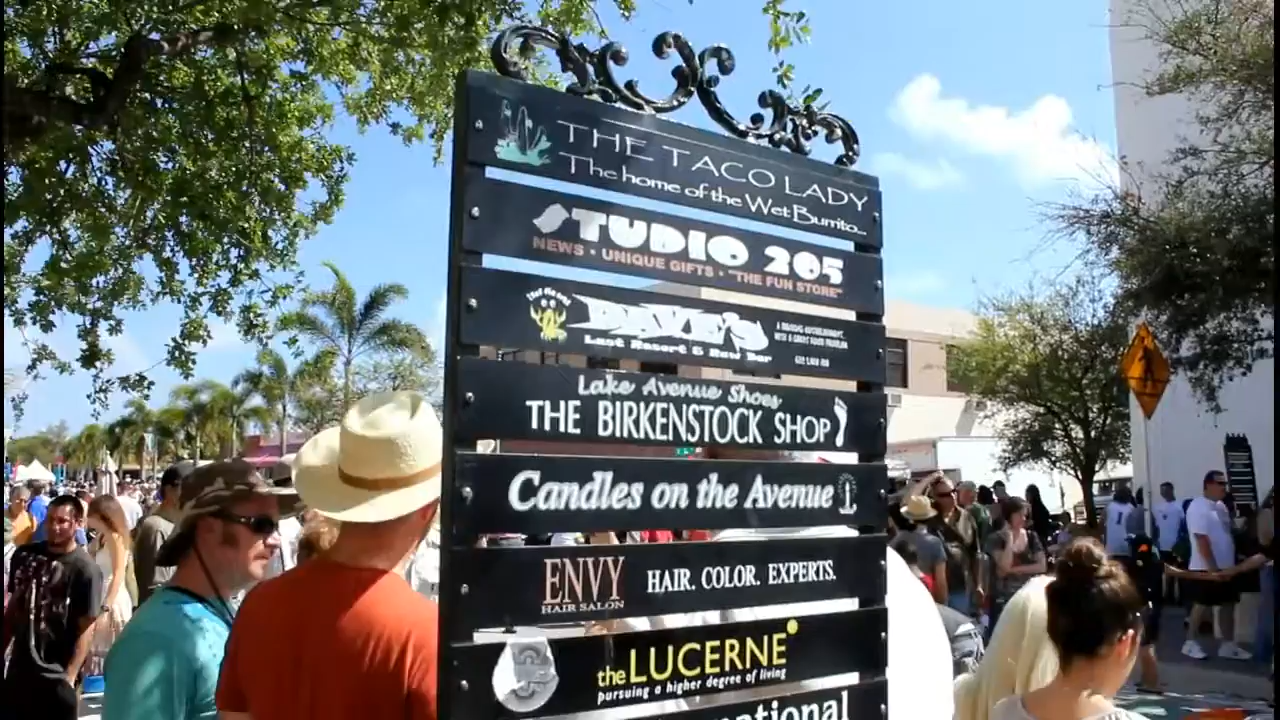 THE TACO LADY
The home of the Wet Burrito...
STUDIO 205
NEWS • UNIQUE GIFTS • "THE FUN STORE"
DAVE'S
Last Resort & Raw Bar
Lake Avenue Shoes
THE BIRKENSTOCK SHOP
Candles on the Avenue
ENVY
HAIR SALON
HAIR. COLOR. EXPERTS.
the LUCERNE
pursuing a higher degree of living